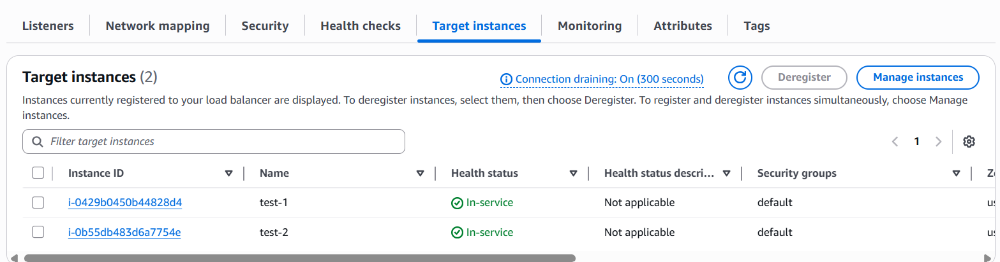 Listeners Network mapping Security Health checks Target instances Monitoring Attributes Tags
Target instances (2) Connection draining: On (300 seconds) Deregister Manage instances
Instances currently registered to your load balancer are displayed. To deregister instances, select them, then choose Deregister. To register and deregister instances simultaneously, choose Manage
instances.
Filter target instances 1
Instance ID Name Health status Health status descri... Security groups
i-0429b0450b44828d4 test-1 In-service Not applicable default
i-0b55db483d6a7754e test-2 In-service Not applicable default